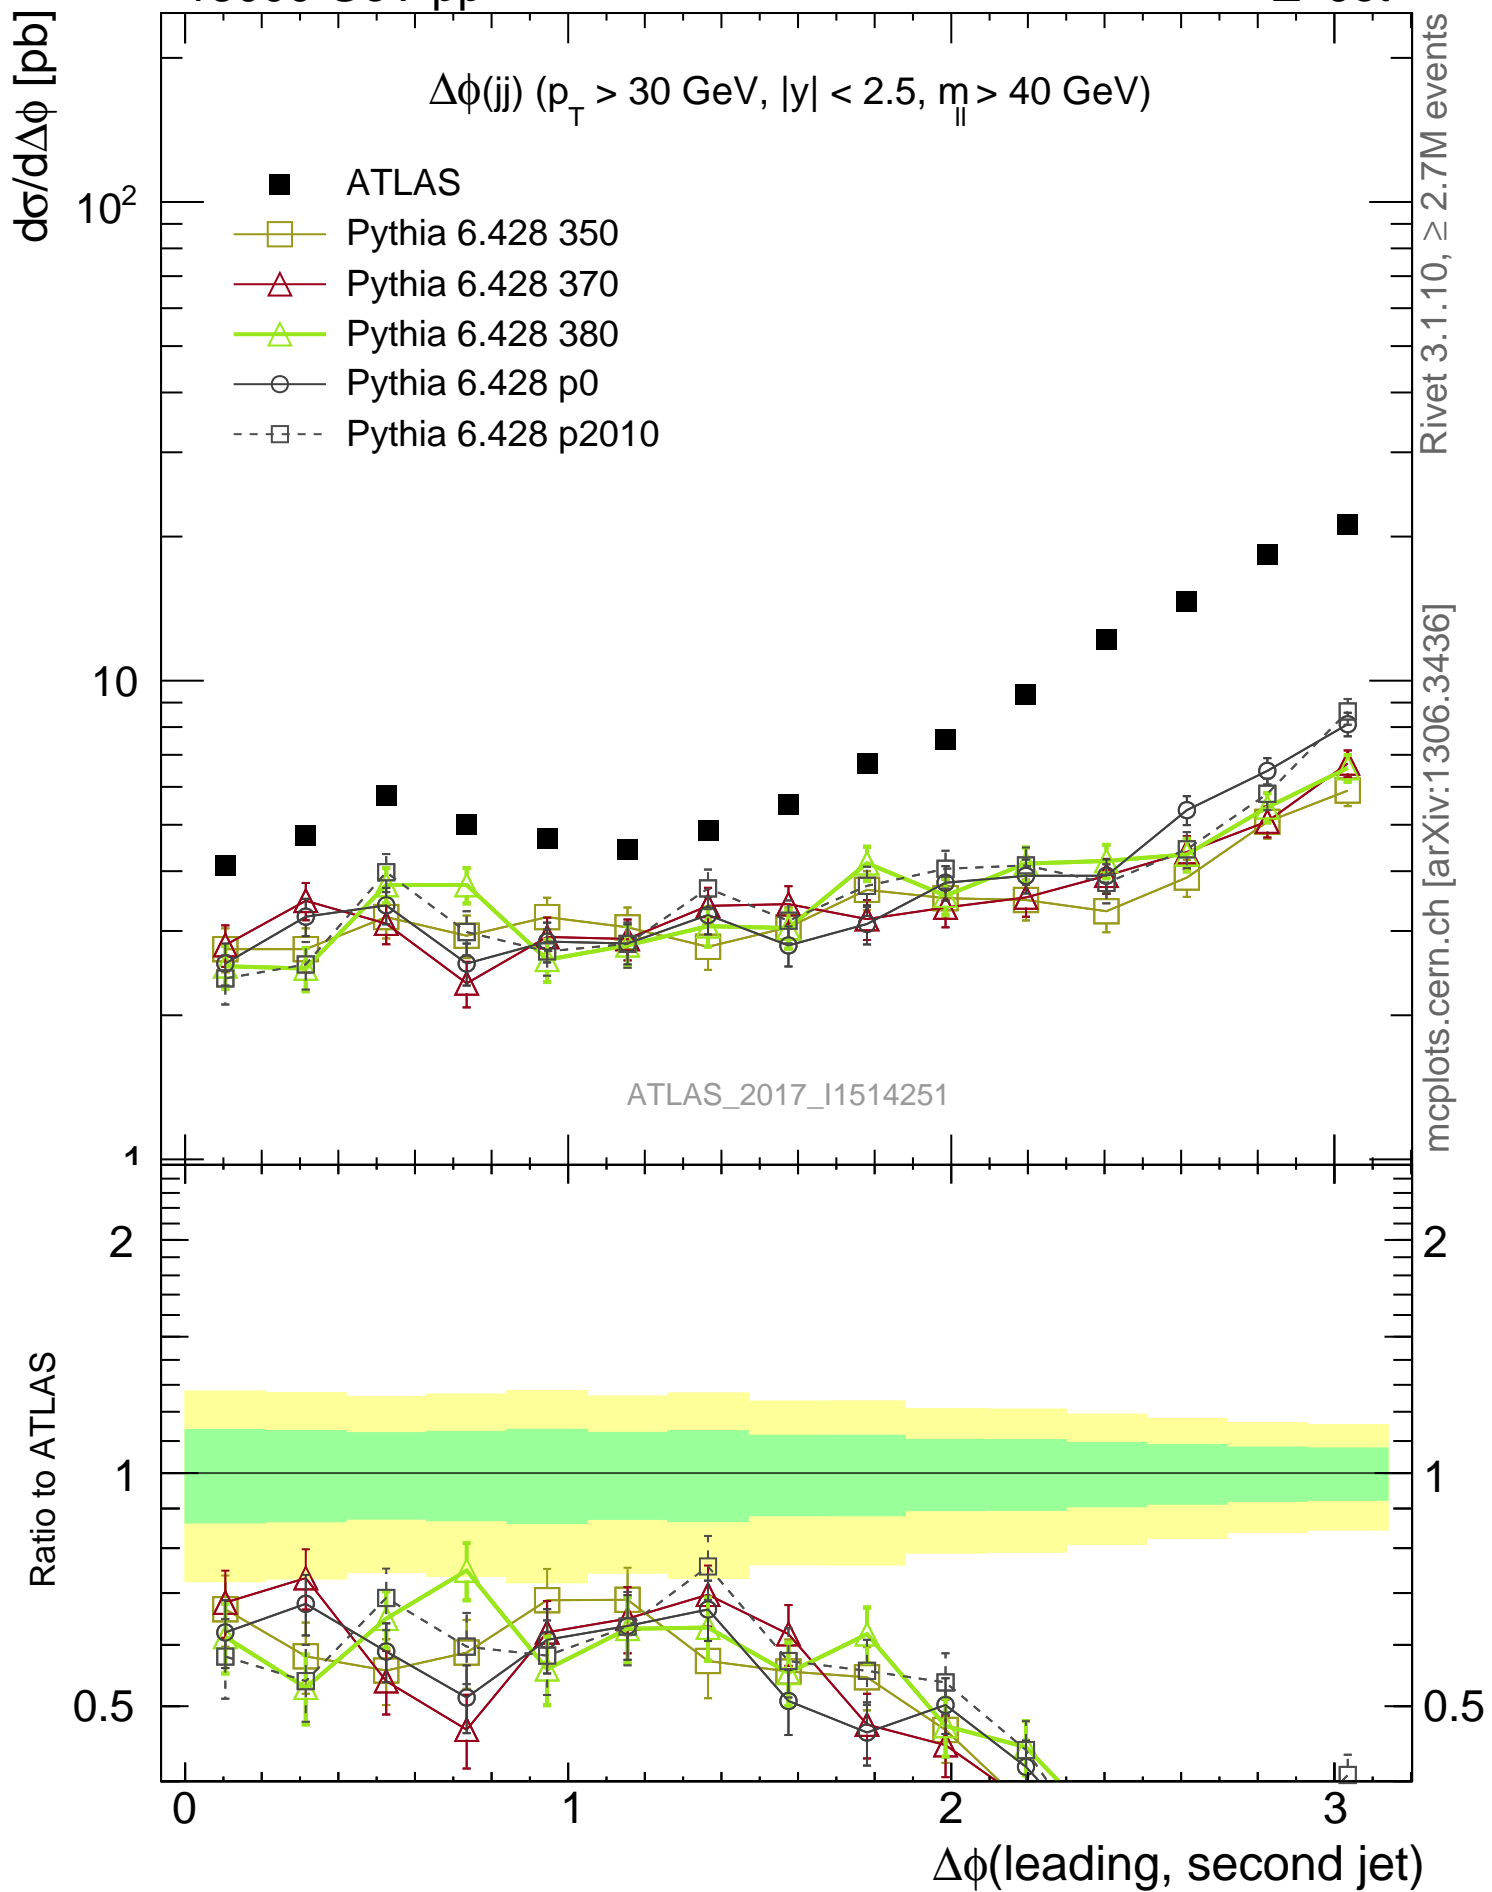 dσ/dΔϕ [pb]
Δϕ(jj) (p_T > 30 GeV, |y| < 2.5, m_ll > 40 GeV)
ATLAS
Pythia 6.428 350
Pythia 6.428 370
Pythia 6.428 380
Pythia 6.428 p0
Pythia 6.428 p2010
10²
10
1
ATLAS_2017_I1514251
Rivet 3.1.10, ≥ 2.7M events
mcplots.cern.ch [arXiv:1306.3436]
Ratio to ATLAS
2
1
0.5
2
1
0.5
0 1 2 3
Δϕ(leading, second jet)